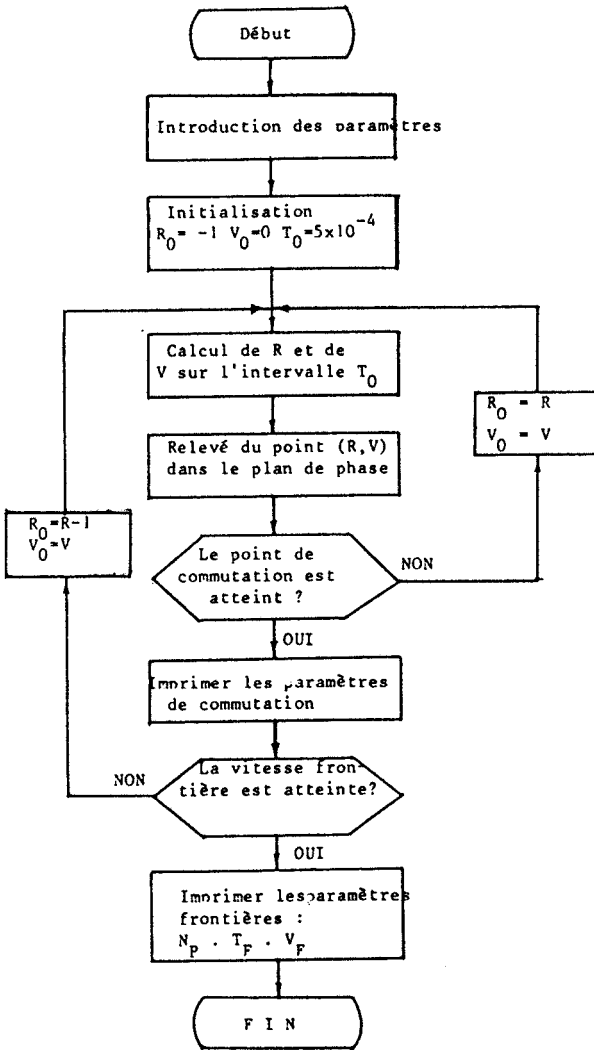 Début
Introduction des paramètres
Initialisation
R0= -1 V0=0 T0=5x10-4
Calcul de R et de
V sur l'intervalle T0
R0 = R
V0 = V
Relevé du point (R,V)
dans le plan de phase
R0=R-1
V0=V
Le point de
commutation est
atteint ?
NON
OUI
Imprimer les paramètres
de commutation
NON
La vitesse fron-
tière est atteinte?
OUI
Imprimer les paramètres
frontières :
NP . TF . VF
F I N